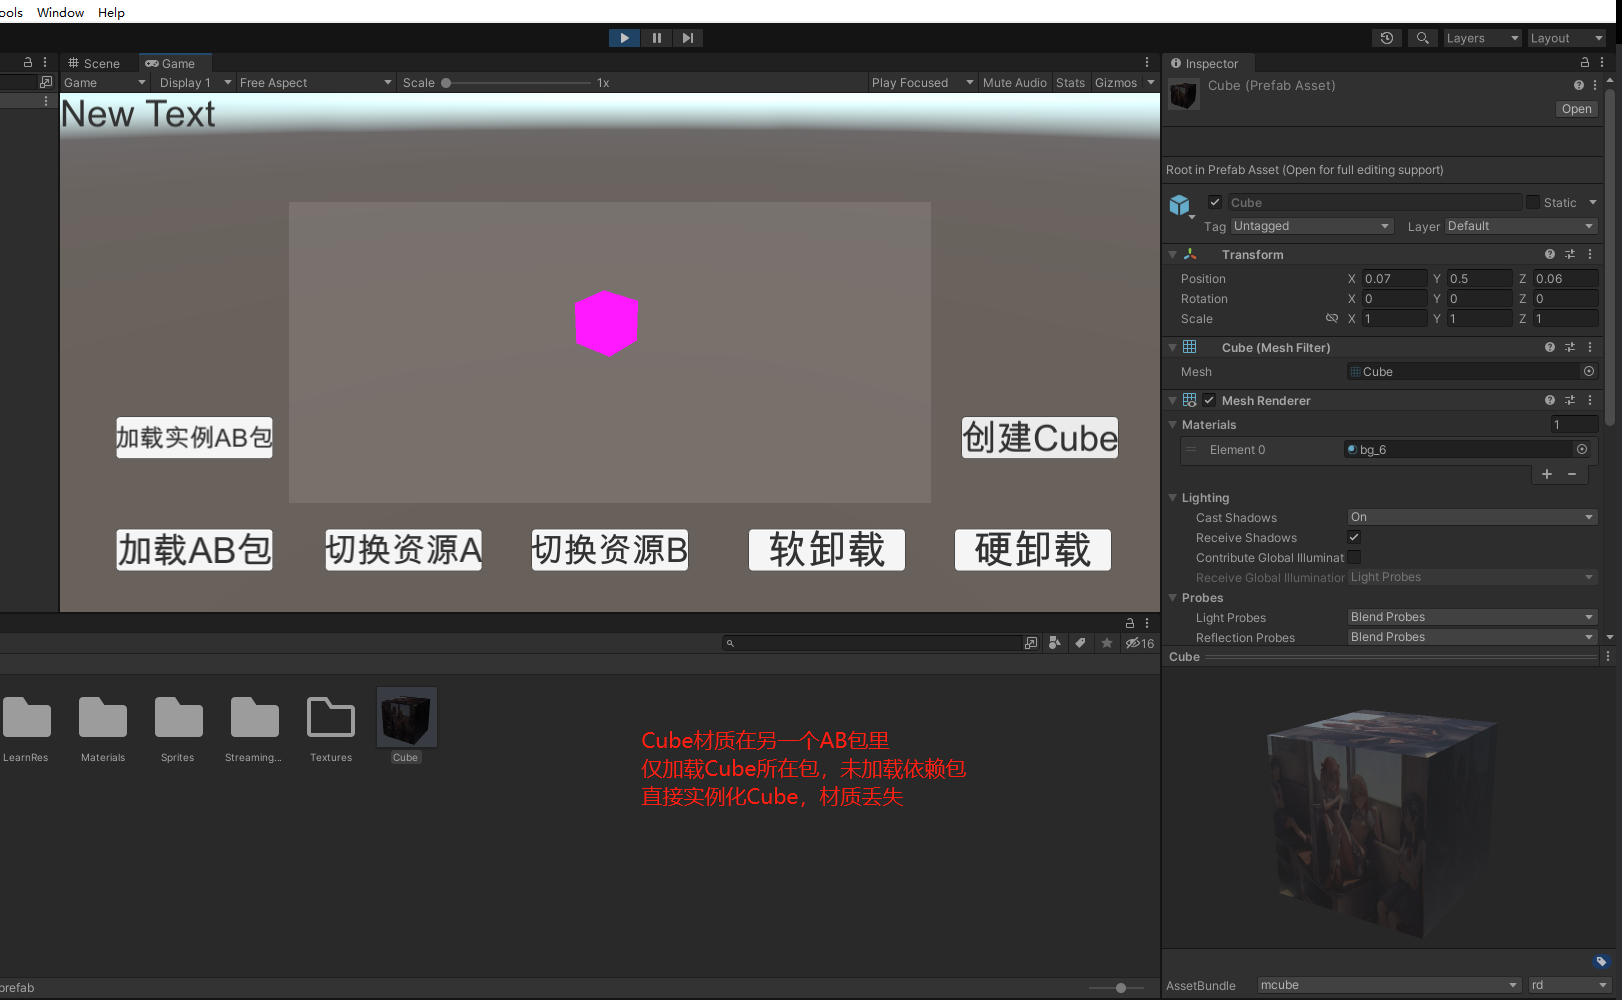 ools Window Help
Layers Layout
Scene Game
Game Display 1 Free Aspect Scale 1x Play Focused Mute Audio Stats Gizmos
New Text
加载实例AB包
创建Cube
加载AB包 切换资源A 切换资源B 软卸载 硬卸载
16
LearnRes Materials Sprites Streaming... Textures Cube
Cube材质在另一个AB包里
仅加载Cube所在包，未加载依赖包
直接实例化Cube，材质丢失
prefab
Inspector
Cube (Prefab Asset)
Open
Root in Prefab Asset (Open for full editing support)
Cube Static
Tag Untagged Layer Default
Transform
Position X 0.07 Y 0.5 Z 0.06
Rotation X 0 Y 0 Z 0
Scale X 1 Y 1 Z 1
Cube (Mesh Filter)
Mesh Cube
Mesh Renderer
Materials 1
Element 0 bg_6
Lighting
Cast Shadows On
Receive Shadows
Contribute Global Illuminat
Receive Global Illumination Light Probes
Probes
Light Probes Blend Probes
Reflection Probes Blend Probes
Cube
AssetBundle mcube rd